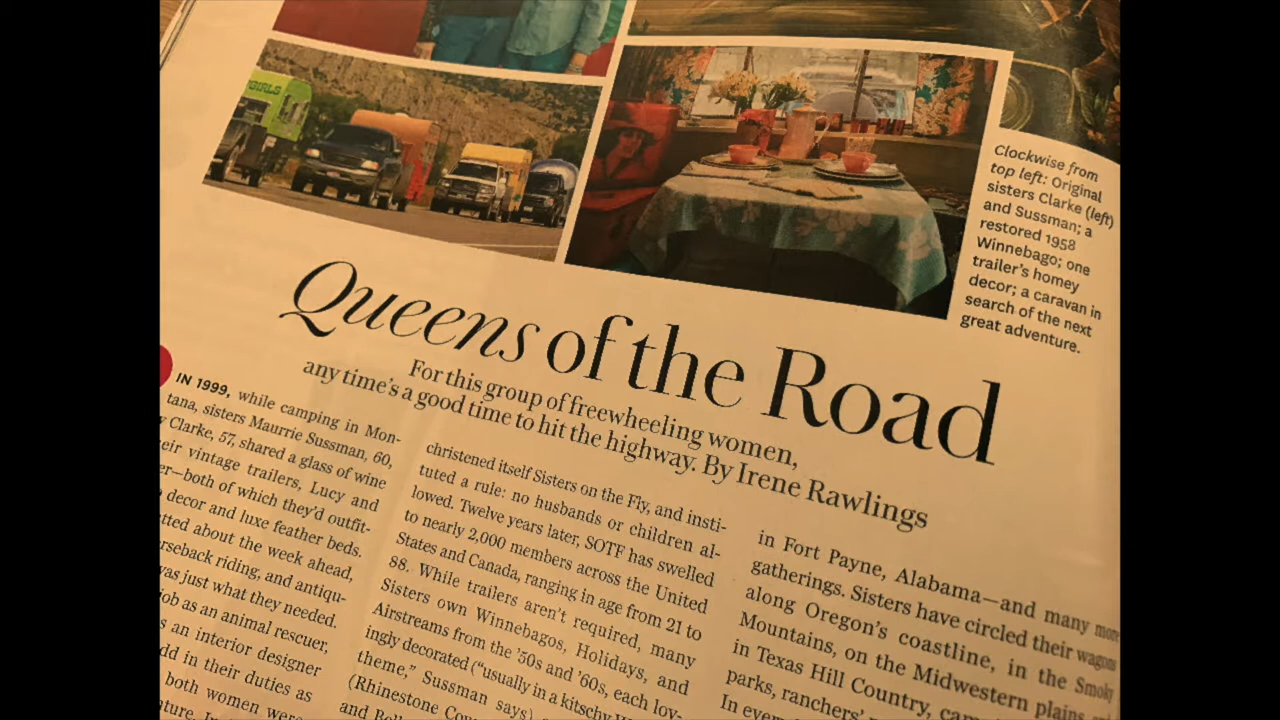 GIRLS
Clockwise from
top left: Original
sisters Clarke (left)
and Sussman; a
restored 1958
Winnebago; one
trailer's homey
decor; a caravan in
search of the next
great adventure.
Queens of the Road
For this group of freewheeling women,
any time's a good time to hit the highway. By Irene Rawlings
IN 1999, while camping in Mon-
tana, sisters Maurrie Sussman, 60,
Clarke, 57, shared a glass of wine
vintage trailers, Lucy and
—both of which they'd outfit-
decor and luxe feather beds.
about the week ahead,
riding, and antiqu-
was just what they needed.
job as an animal rescuer,
an interior designer
in their duties as
both women were
christened itself Sisters on the Fly, and insti-
tuted a rule: no husbands or children al-
lowed. Twelve years later, SOTF has swelled
to nearly 2,000 members across the United
States and Canada, ranging in age from 21 to
88. While trailers aren't required, many
Sisters own Winnebagos, Holidays, and
Airstreams from the '50s and '60s, each lov-
ingly decorated ("usually in a kitschy
theme," Sussman says)
(Rhinestone
and
in Fort Payne, Alabama—and many more
gatherings. Sisters have circled their wagons
along Oregon's coastline, in the Smoky
Mountains, on the Midwestern plains
in Texas Hill Country,
parks, ranchers'
In